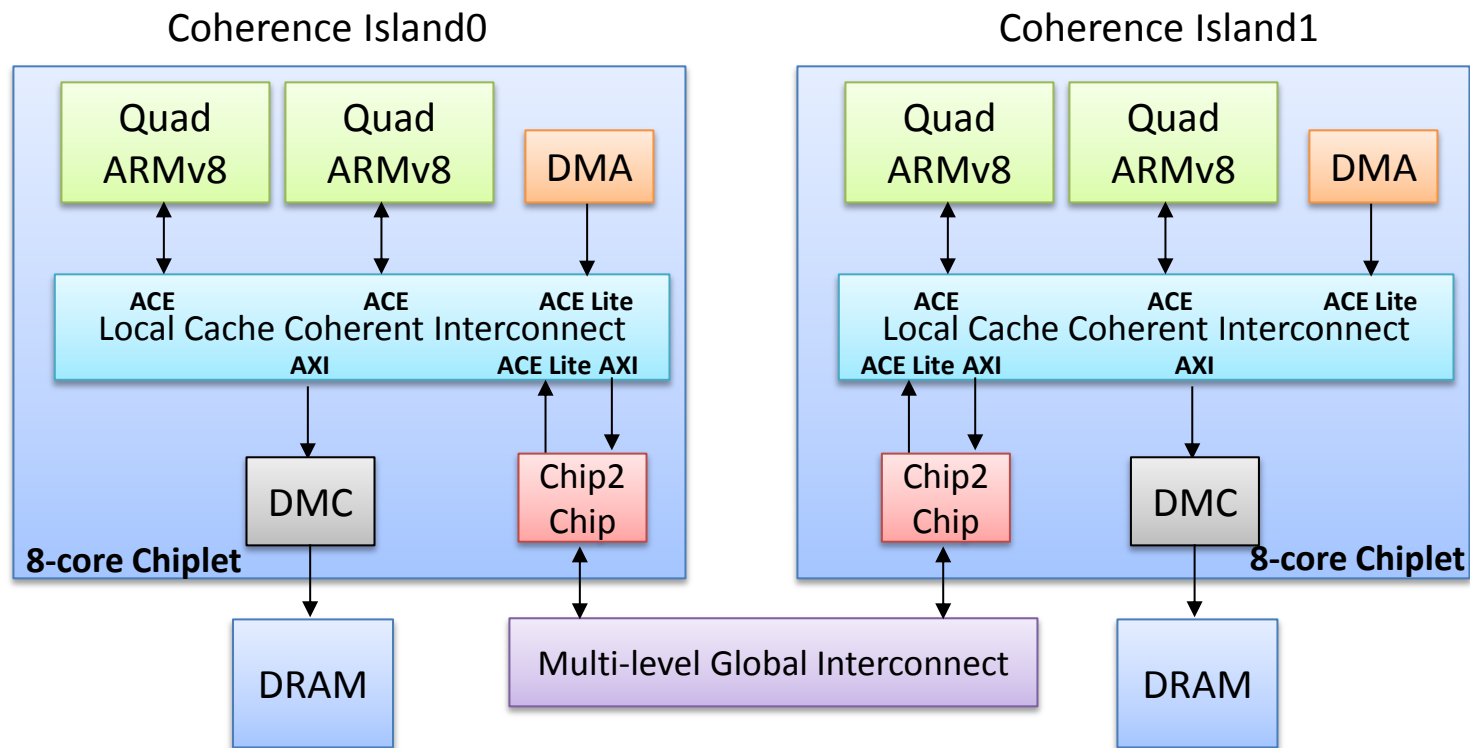 Coherence Island0
Quad
ARMv8
Quad
ARMv8
DMA
ACE
ACE
ACE Lite
Local Cache Coherent Interconnect
AXI
ACE Lite
AXI
DMC
Chip2
Chip
8-core Chiplet
DRAM
Multi-level Global Interconnect
Coherence Island1
Quad
ARMv8
Quad
ARMv8
DMA
ACE
ACE
ACE Lite
Local Cache Coherent Interconnect
ACE Lite
AXI
AXI
Chip2
Chip
DMC
8-core Chiplet
DRAM